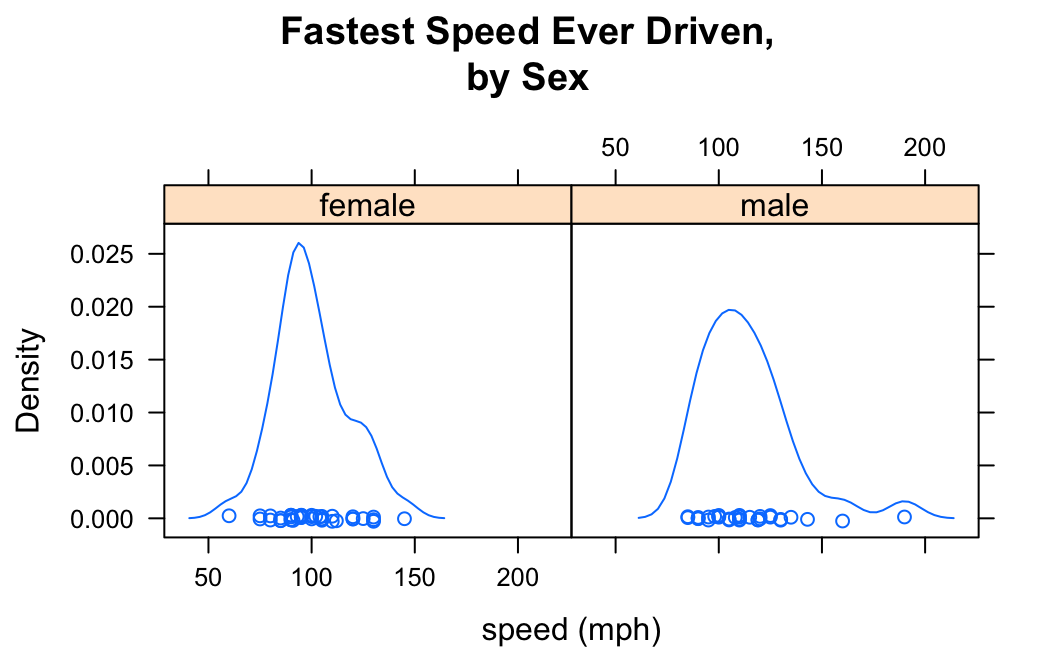 Fastest Speed Ever Driven,
by Sex
50 100 150 200
female male
0.025
0.020
0.015
0.010
0.005
0.000
Density
50 100 150 200
speed (mph)